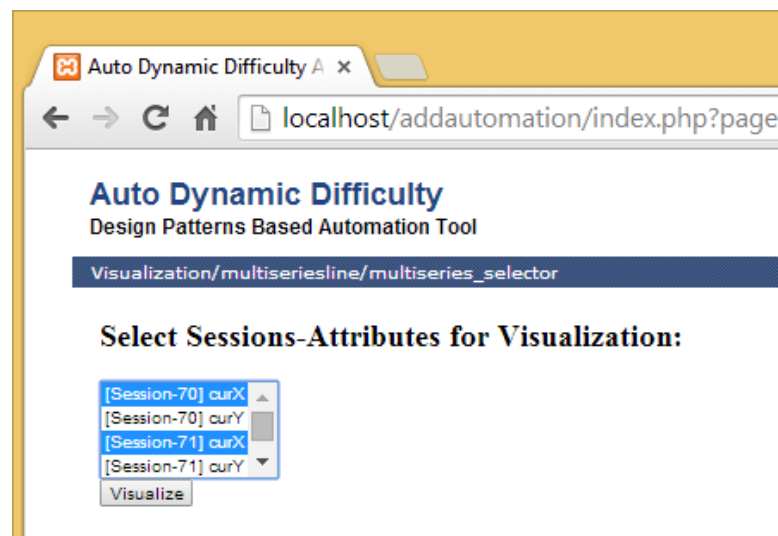 Auto Dynamic Difficulty A
localhost/addautomation/index.php?page
Auto Dynamic Difficulty
Design Patterns Based Automation Tool
Visualization/multiseriesline/multiseries_selector
Select Sessions-Attributes for Visualization:
[Session-70] curX
[Session-70] curY
[Session-71] curX
[Session-71] curY
Visualize